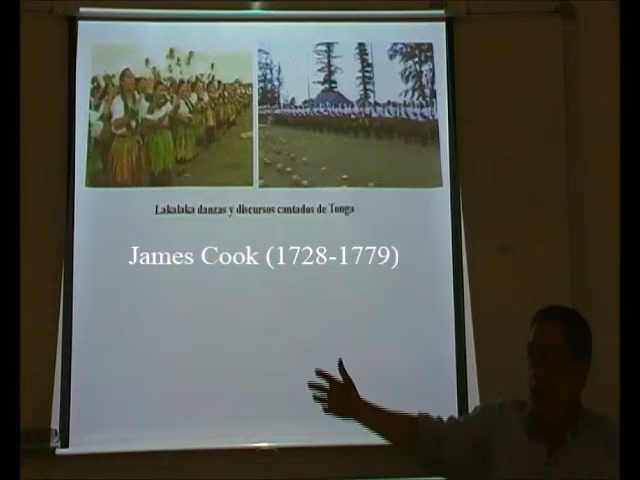 Lakalaka danzas y discursos cantados de Tonga
James Cook (1728-1779)